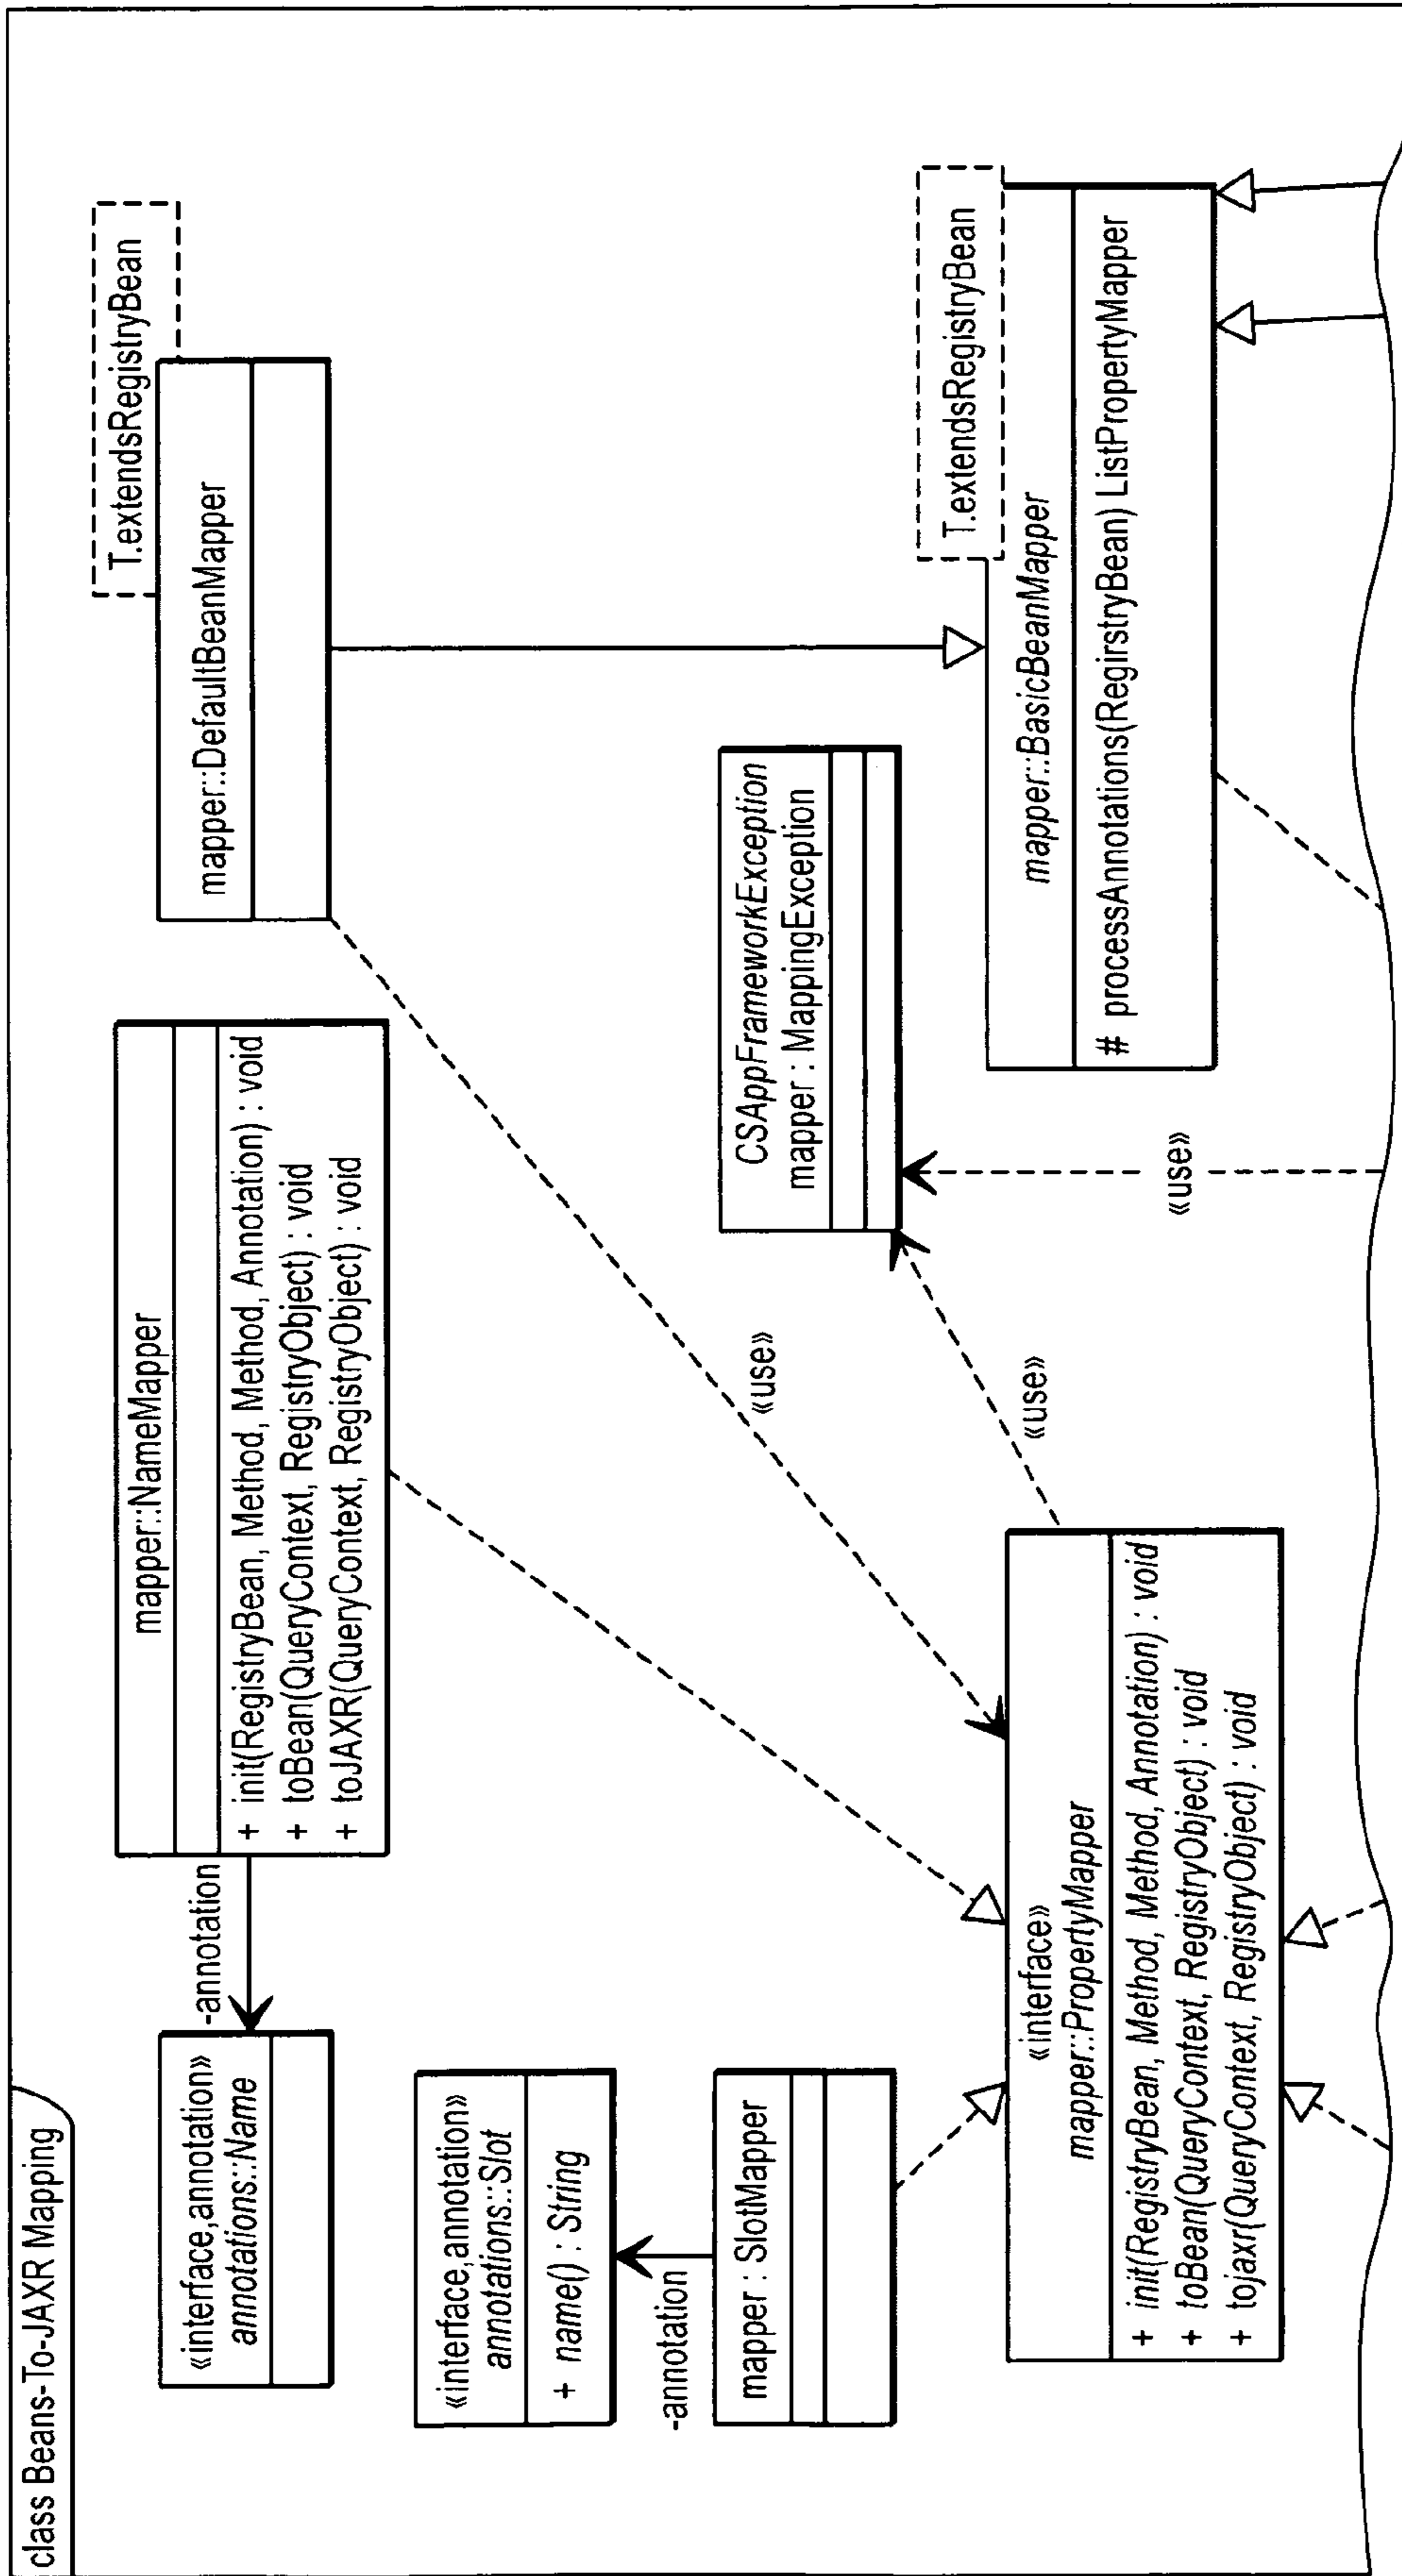 class Beans-To-JAXR Mapping
«interface,annotation»
annotations::Name
-annotation
mapper::NameMapper
+ init(RegistryBean, Method, Method, Annotation) : void
+ toBean(QueryContext, RegistryObject) : void
+ toJAXR(QueryContext, RegistryObject) : void
T.extendsRegistryBean
mapper::DefaultBeanMapper
«interface,annotation»
annotations::Slot
+ name() : String
-annotation
mapper : SlotMapper
«use»
CSAppFrameworkException
mapper : MappingException
«use»
«use»
«interface»
mapper::PropertyMapper
+ init(RegistryBean, Method, Method, Annotation) : void
+ toBean(QueryContext, RegistryObject) : void
+ tojaxr(QueryContext, RegistryObject) : void
T.extendsRegistryBean
mapper::BasicBeanMapper
# processAnnotations(RegirstryBean) ListPropertyMapper